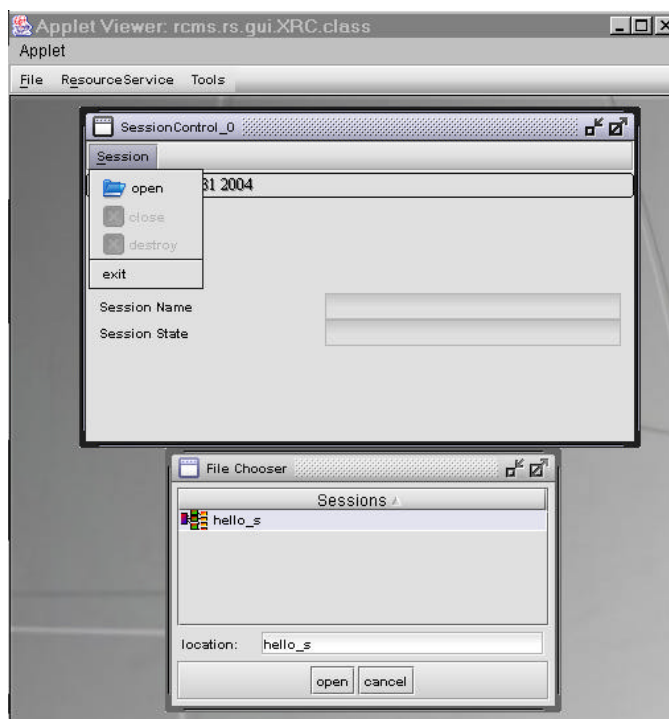 Applet Viewer: rcms.rs.gui.XRC.class
Applet
File ResourceService Tools
SessionControl_0
Session
open
31 2004
close
destroy
exit
Session Name
Session State
File Chooser
Sessions
hello_s
location: hello_s
open cancel